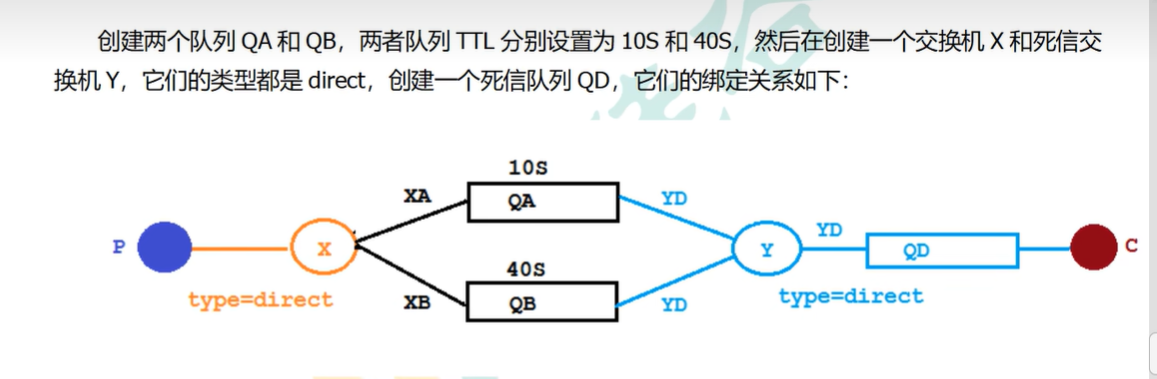 创建两个队列 QA 和 QB，两者队列 TTL 分别设置为 10S 和 40S，然后在创建一个交换机 X 和死信交
换机 Y，它们的类型都是 direct，创建一个死信队列 QD，它们的绑定关系如下：
10S
XA
QA
YD
P
X
Y
YD
QD
C
40S
type=direct
XB
QB
YD
type=direct